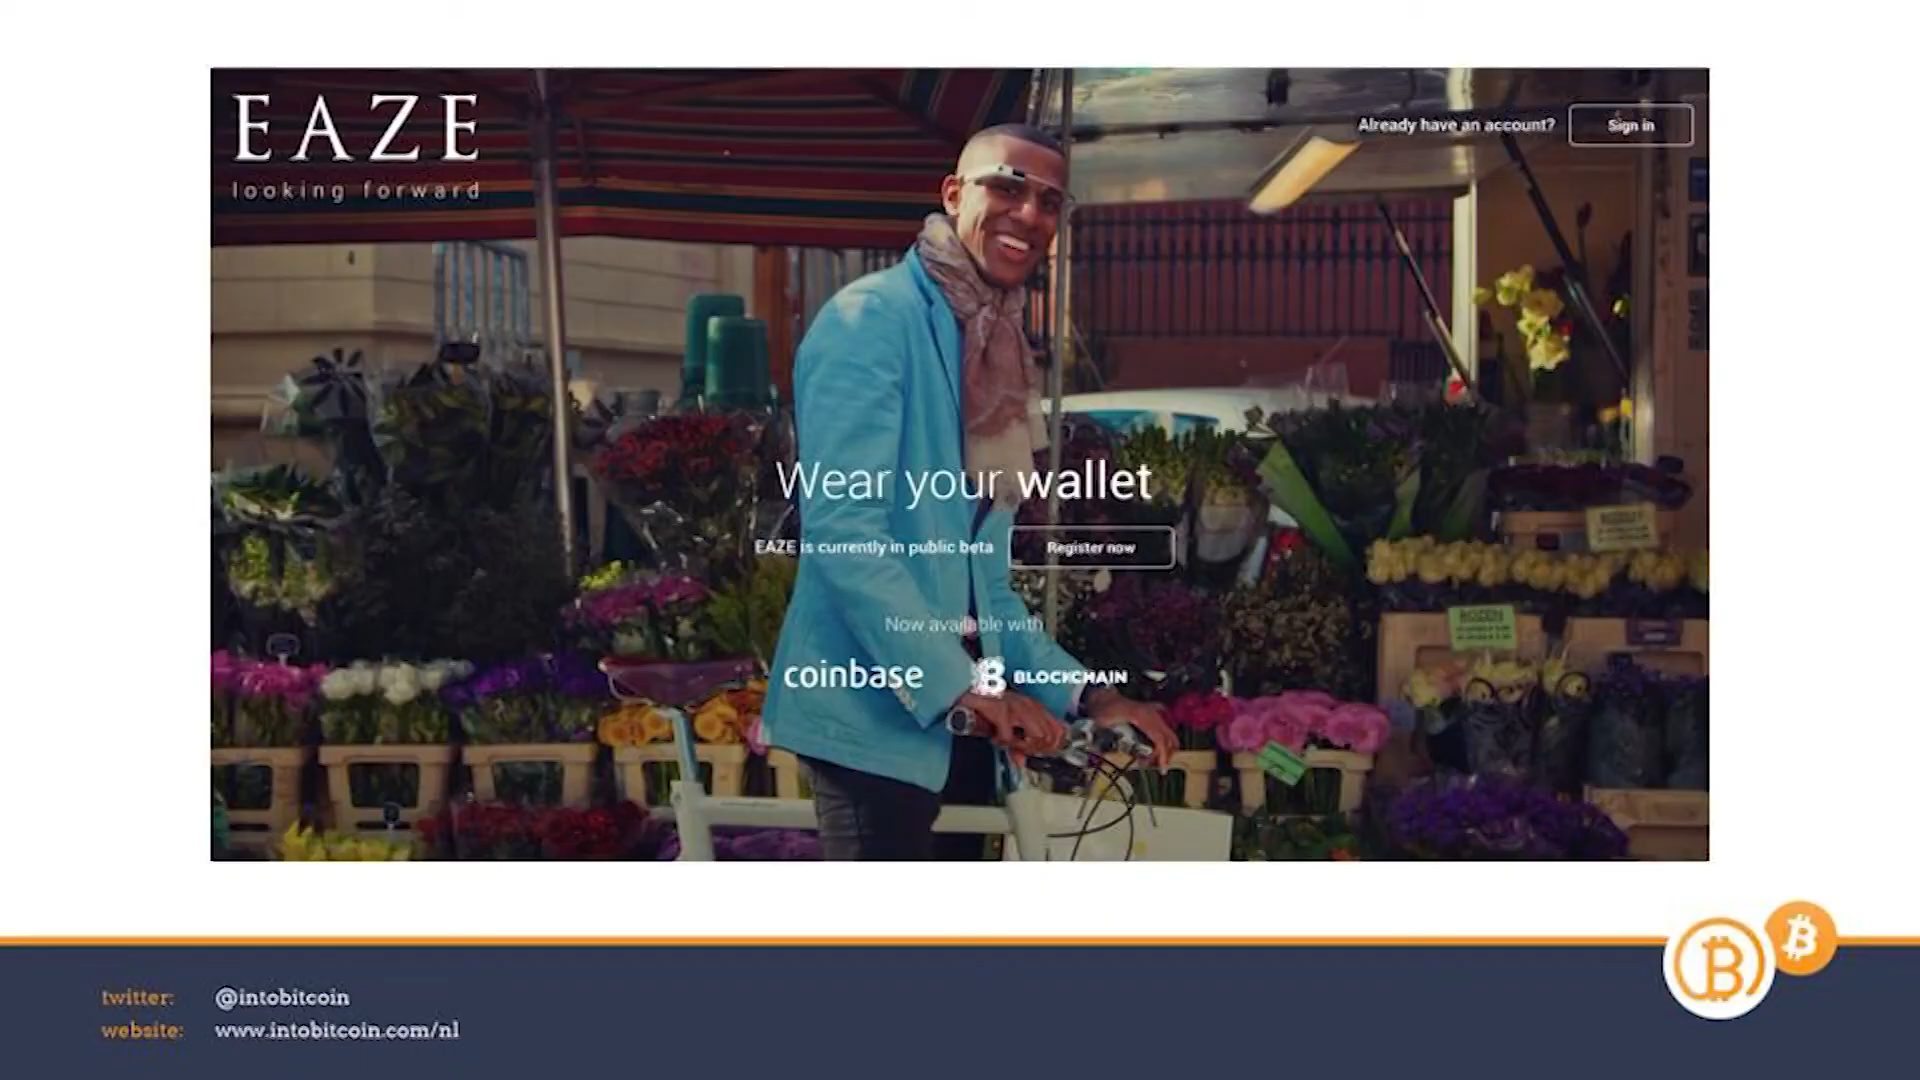 EAZE
looking forward
Already have an account? Sign in
Wear your wallet
EAZE is currently in public beta Register now
Now available with
coinbase BLOCKCHAIN
ROZEN
twitter: @intobitcoin
website: www.intobitcoin.com/nl